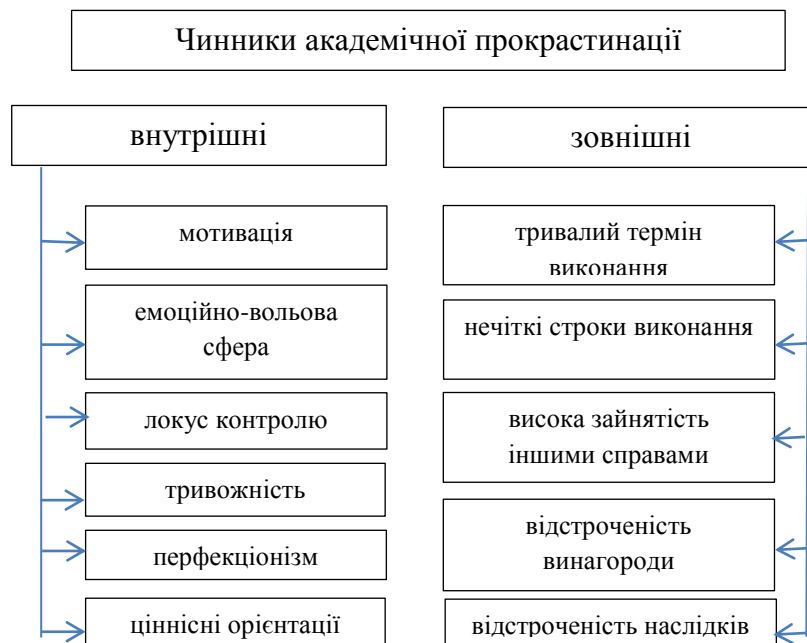 Чинники академічної прокрастинації
внутрішні
мотивація
емоційно-вольова
сфера
локус контролю
тривожність
перфекціонізм
ціннісні орієнтації
зовнішні
тривалий термін
виконання
нечіткі строки виконання
висока зайнятість
іншими справами
відстроченість
винагороди
відстроченість наслідків